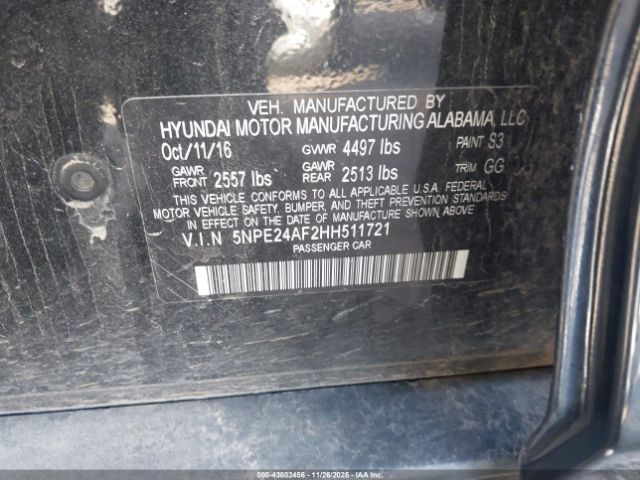 VEH. MANUFACTURED BY
HYUNDAI MOTOR MANUFACTURING ALABAMA, LLC
Oct/11/16 GVWR 4497 lbs PAINT S3
GAWR FRONT 2557 lbs GAWR REAR 2513 lbs TRIM GG
THIS VEHICLE CONFORMS TO ALL APPLICABLE U.S.A. FEDERAL
MOTOR VEHICLE SAFETY, BUMPER, AND THEFT PREVENTION
STANDARDS IN EFFECT ON THE DATE OF MANUFACTURE SHOWN ABOVE
V.I.N 5NPE24AF2HH511721
PASSENGER CAR
000-43802456 - 11/26/2025 - IAAI.COM